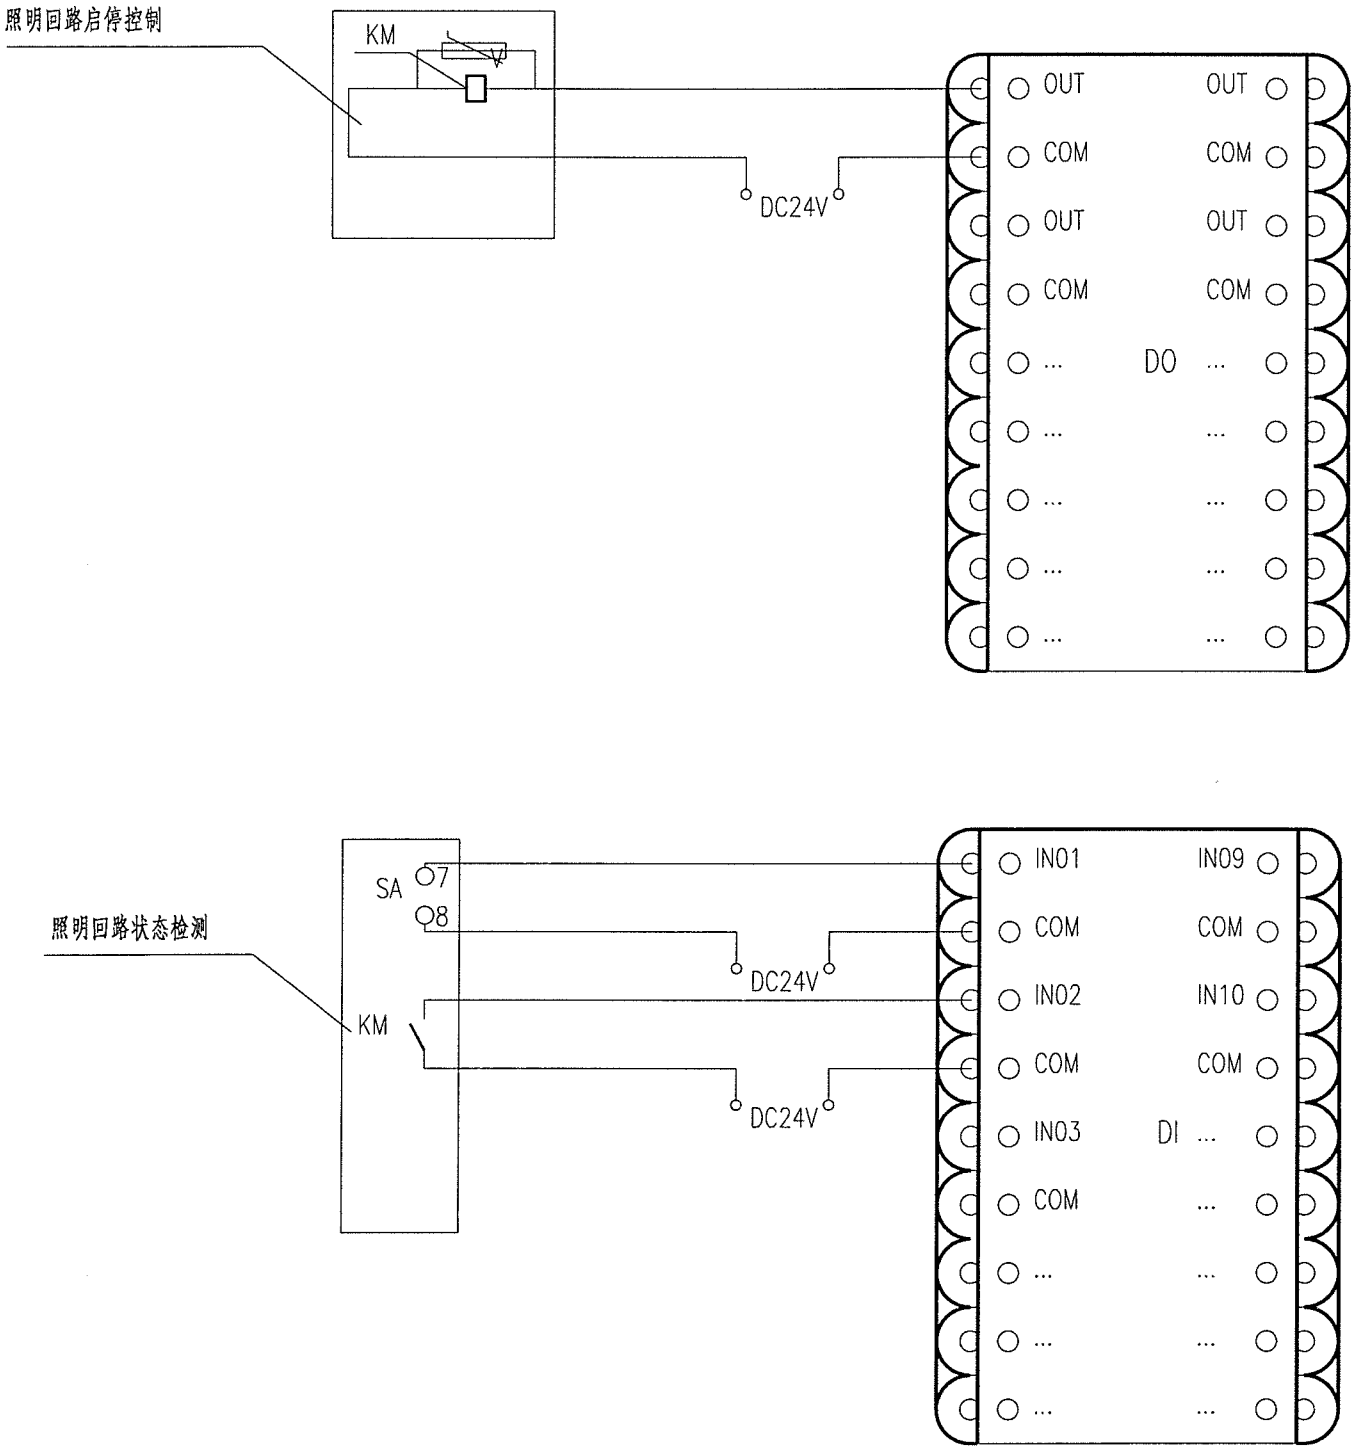 照明回路启停控制
KM
V
DC24V
OUT OUT
COM COM
OUT OUT
COM COM
... DO ...
... ...
... ...
... ...
... ...
照明回路状态检测
SA
7
8
DC24V
KM
DC24V
IN01 IN09
COM COM
IN02 IN10
COM COM
IN03 DI ...
COM ...
... ...
... ...
... ...